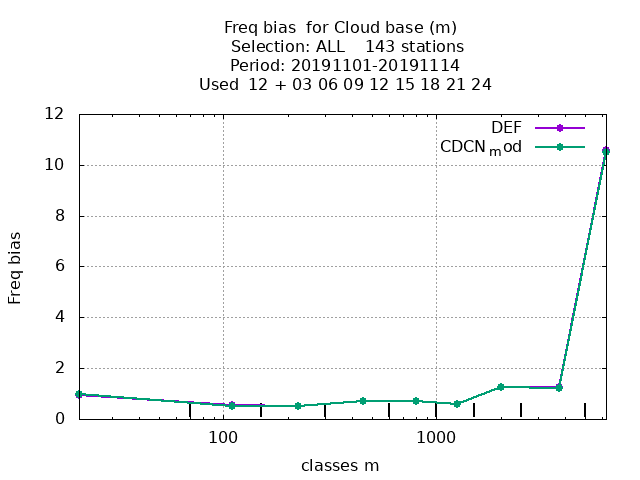 Freq bias  for Cloud base (m)
Selection: ALL    143 stations
Period: 20191101-20191114
Used  12 + 03 06 09 12 15 18 21 24
DEF
CDCNmod
12
10
8
6
4
2
0
Freq bias
100
1000
classes m